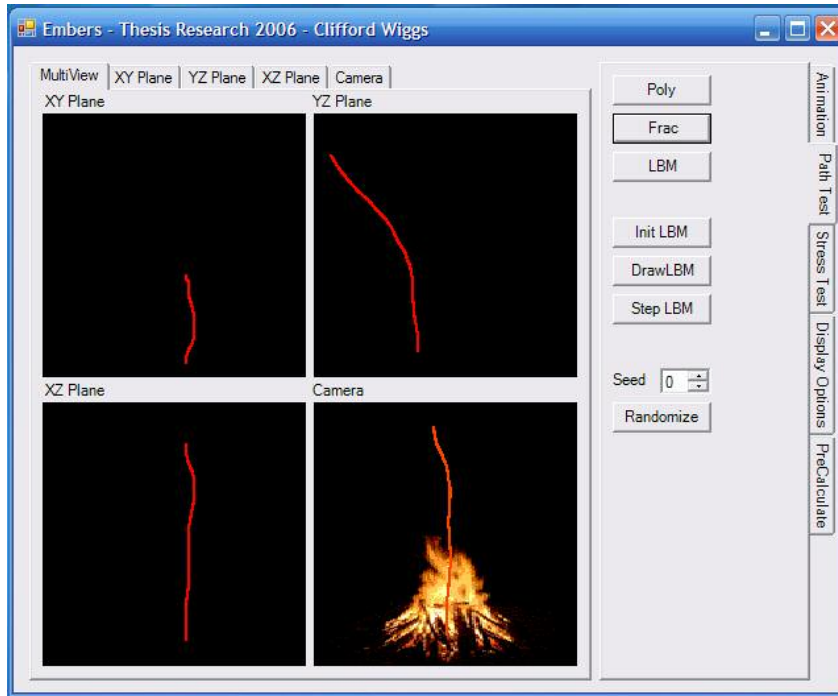 Embers - Thesis Research 2006 - Clifford Wiggs
MultiView XY Plane YZ Plane XZ Plane Camera
XY Plane
YZ Plane
XZ Plane
Camera
Poly
Frac
LBM
Init LBM
DrawLBM
Step LBM
Seed 0
Randomize
Animation
Path Test
Stress Test
Display Options
PreCalculate